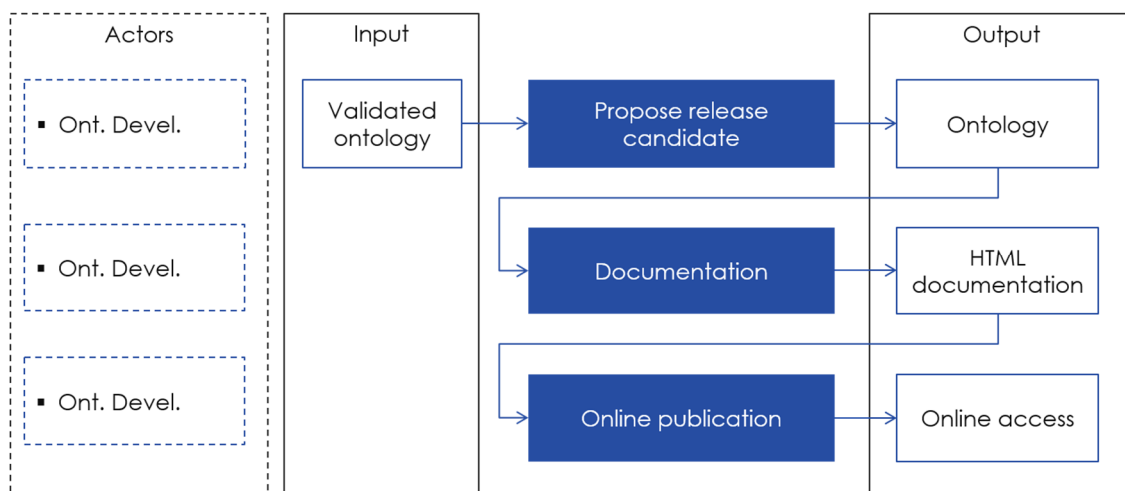 Actors
Input
Output
▪ Ont. Devel.
Validated
ontology
Propose release
candidate
Ontology
▪ Ont. Devel.
Documentation
HTML
documentation
▪ Ont. Devel.
Online publication
Online access